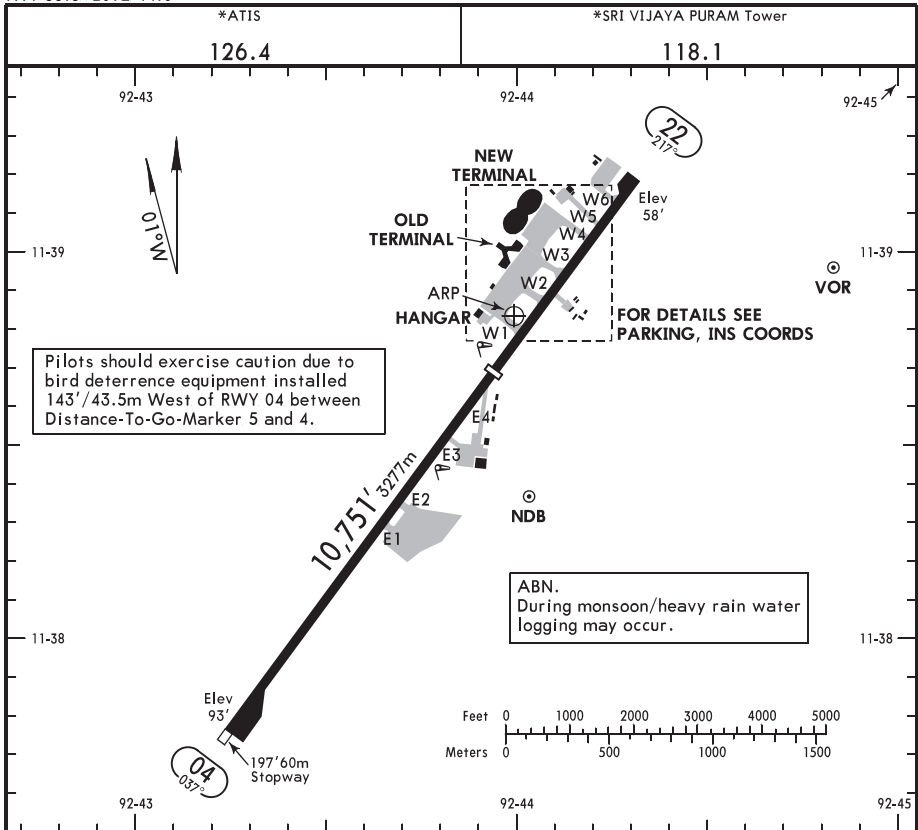 *ATIS
126.4
*SRI VIJAYA PURAM Tower
118.1
92-43
92-44
92-45
22
217°
NEW
TERMINAL
W6
Elev
58'
W5
OLD
TERMINAL
W4
01°W
11-39
W3
11-39
VOR
W2
ARP
HANGAR
FOR DETAILS SEE
PARKING, INS COORDS
W1
Pilots should exercise caution due to
bird deterrence equipment installed
143'/43.5m West of RWY 04 between
Distance-To-Go-Marker 5 and 4.
E4
E3
10,751' 3277m
E2
NDB
E1
ABN.
During monsoon/heavy rain water
logging may occur.
11-38
11-38
Elev
93'
Feet 0 1000 2000 3000 4000 5000
Meters 0 500 1000 1500
197'60m
Stopway
04
037°
92-43
92-44
92-45